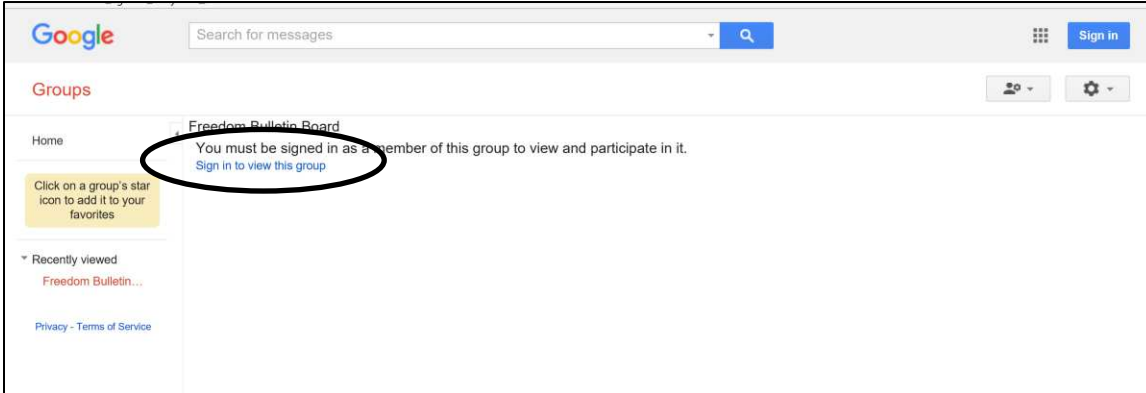 Google
Search for messages
Sign in
Groups
Home
Freedom Bulletin Board
You must be signed in as a member of this group to view and participate in it.
Sign in to view this group
Click on a group's star
icon to add it to your
favorites
Recently viewed
Freedom Bulletin...
Privacy - Terms of Service